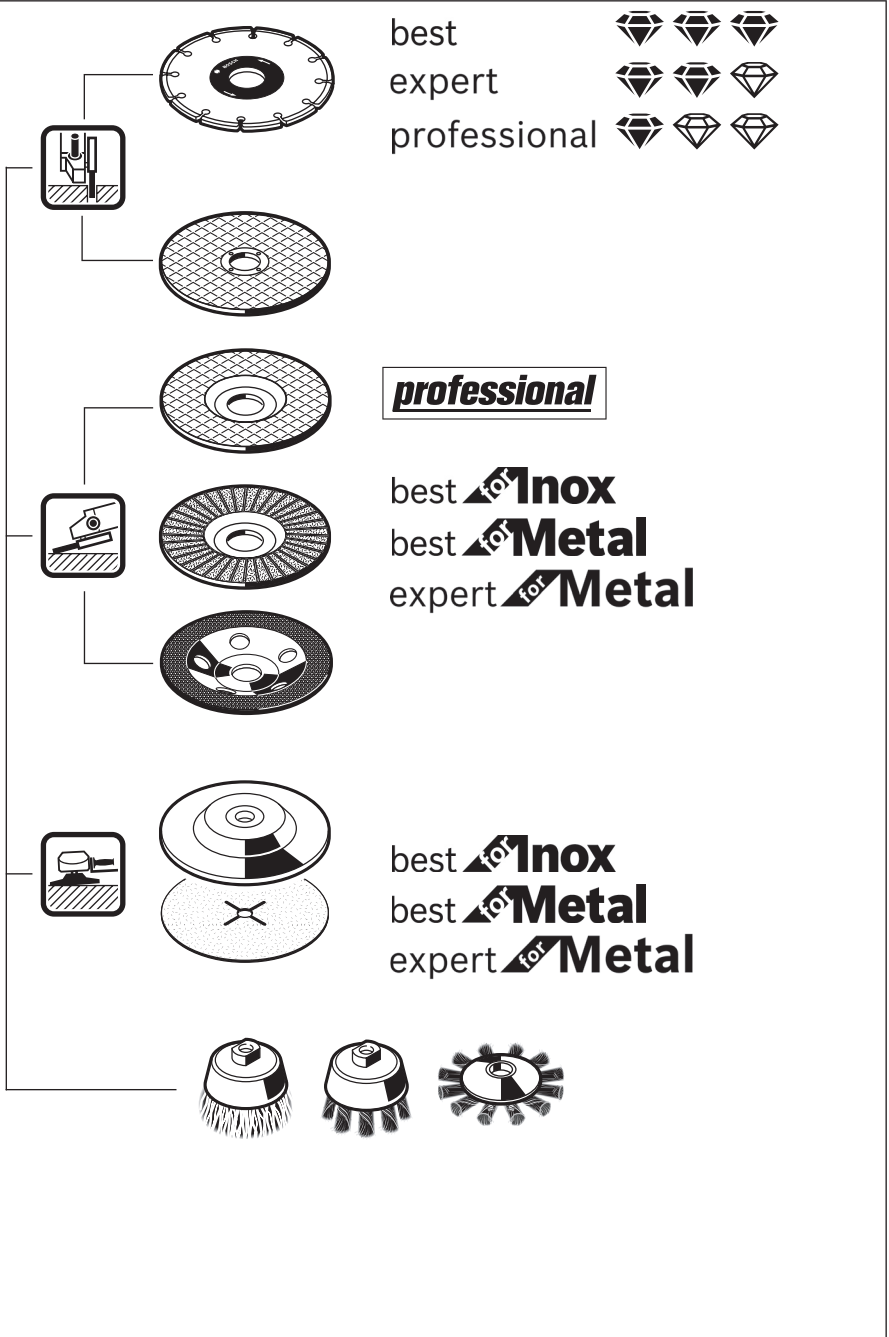 BOSCH
best
expert
professional
professional
best for Inox
best for Metal
expert for Metal
best for Inox
best for Metal
expert for Metal